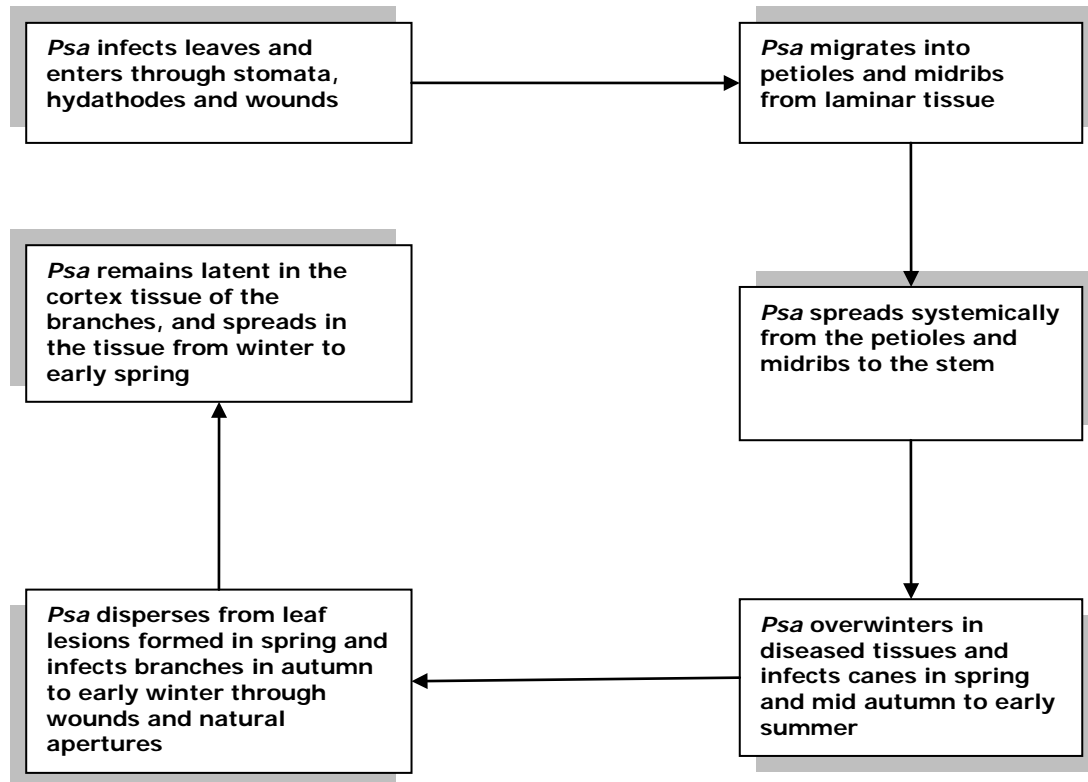 Psa infects leaves and
enters through stomata,
hydathodes and wounds
Psa migrates into
petioles and midribs
from laminar tissue
Psa spreads systemically
from the petioles and
midribs to the stem
Psa overwinters in
diseased tissues and
infects canes in spring
and mid autumn to early
summer
Psa disperses from leaf
lesions formed in spring and
infects branches in autumn
to early winter through
wounds and natural
apertures
Psa remains latent in the
cortex tissue of the
branches, and spreads in
the tissue from winter to
early spring